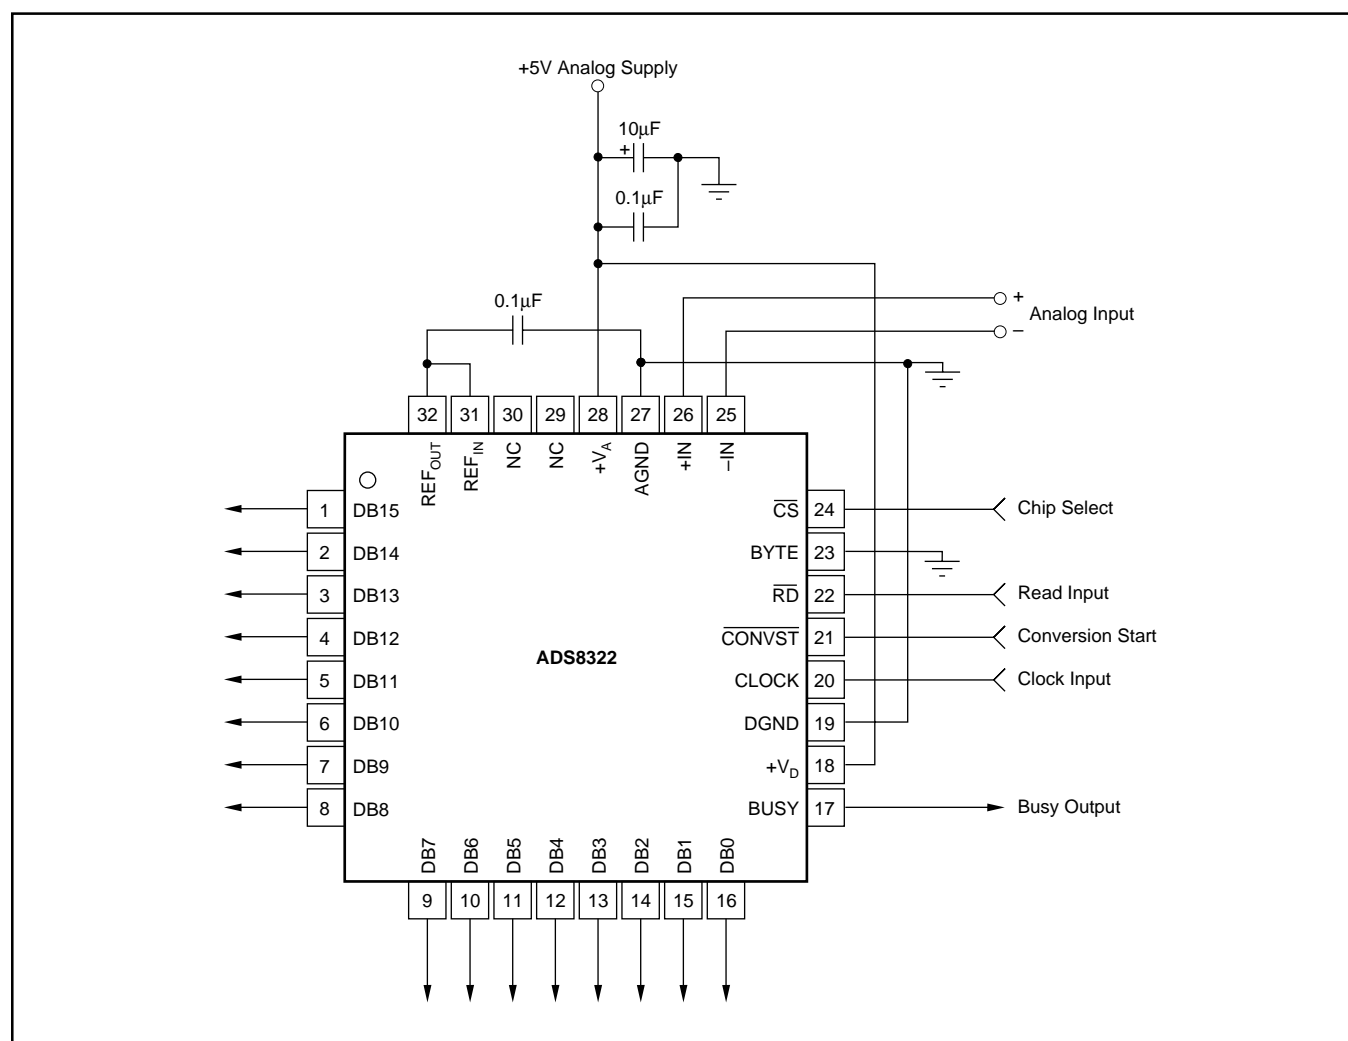 +5V Analog Supply
10µF
+
0.1µF
0.1µF
+
Analog Input
–
32 31 30 29 28 27 26 25
REFOUT REFIN NC NC +VA AGND +IN –IN
1 DB15
2 DB14
3 DB13
4 DB12
5 DB11
6 DB10
7 DB9
8 DB8
ADS8322
CS 24 Chip Select
BYTE 23
RD 22 Read Input
CONVST 21 Conversion Start
CLOCK 20 Clock Input
DGND 19
+VD 18
BUSY 17 Busy Output
DB7 DB6 DB5 DB4 DB3 DB2 DB1 DB0
9 10 11 12 13 14 15 16